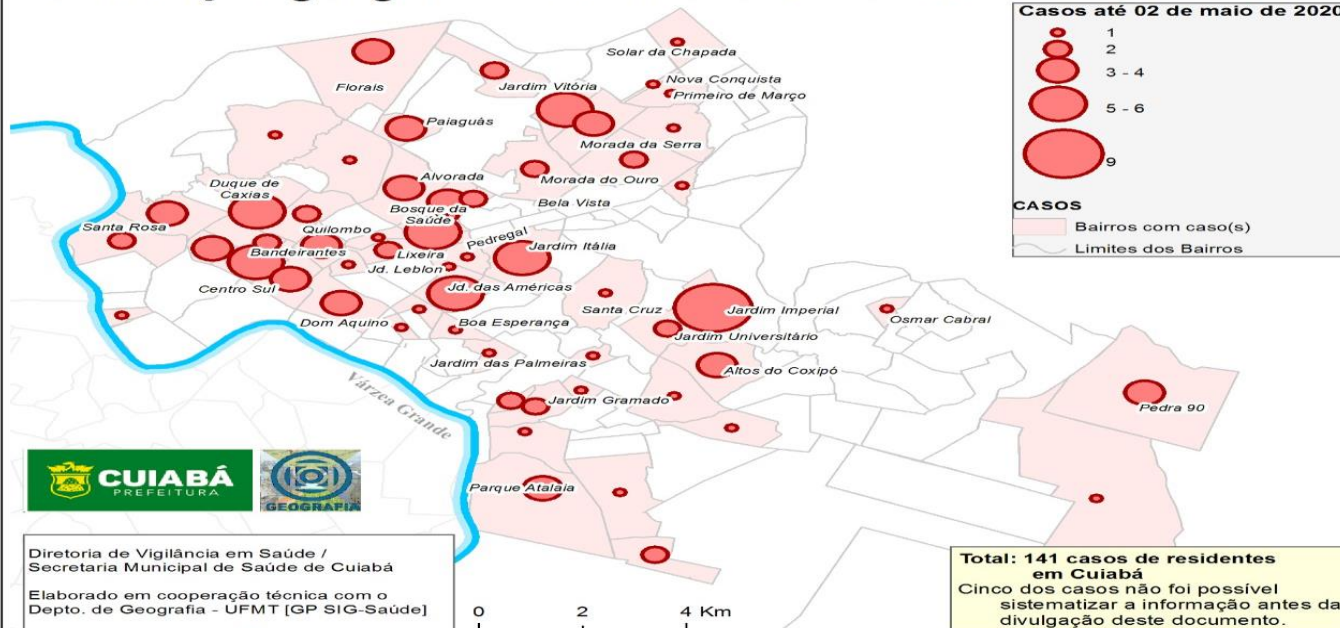 Casos até 02 de maio de 2020
1
2
3 - 4
5 - 6
9
CASOS
Bairros com caso(s)
Limites dos Bairros
Solar da Chapada
Nova Conquista
Primeiro de Março
Florais
Jardim Vitória
Paiaguás
Morada da Serra
Morada do Ouro
Alvorada
Duque de
Caxias
Bela Vista
Bosque da
Saúde
Santa Rosa
Quilombo
Pedregal
Jardim Itália
Bandeirantes
Lixeira
Jd. Leblon
Centro Sul
Jd. das Américas
Santa Cruz
Jardim Imperial
Osmar Cabral
Dom Aquino
Boa Esperança
Jardim Universitário
Jardim das Palmeiras
Altos do Coxipó
Várzea Grande
Jardim Gramado
Pedra 90
Parque Atalaia
CUIABÁ
PREFEITURA
GEOGRAFIA
Diretoria de Vigilância em Saúde /
Secretaria Municipal de Saúde de Cuiabá
Elaborado em cooperação técnica com o
Depto. de Geografia - UFMT [GP SIG-Saúde]
0 2 4 Km
Total: 141 casos de residentes
em Cuiabá
Cinco dos casos não foi possível
sistematizar a informação antes da
divulgação deste documento.